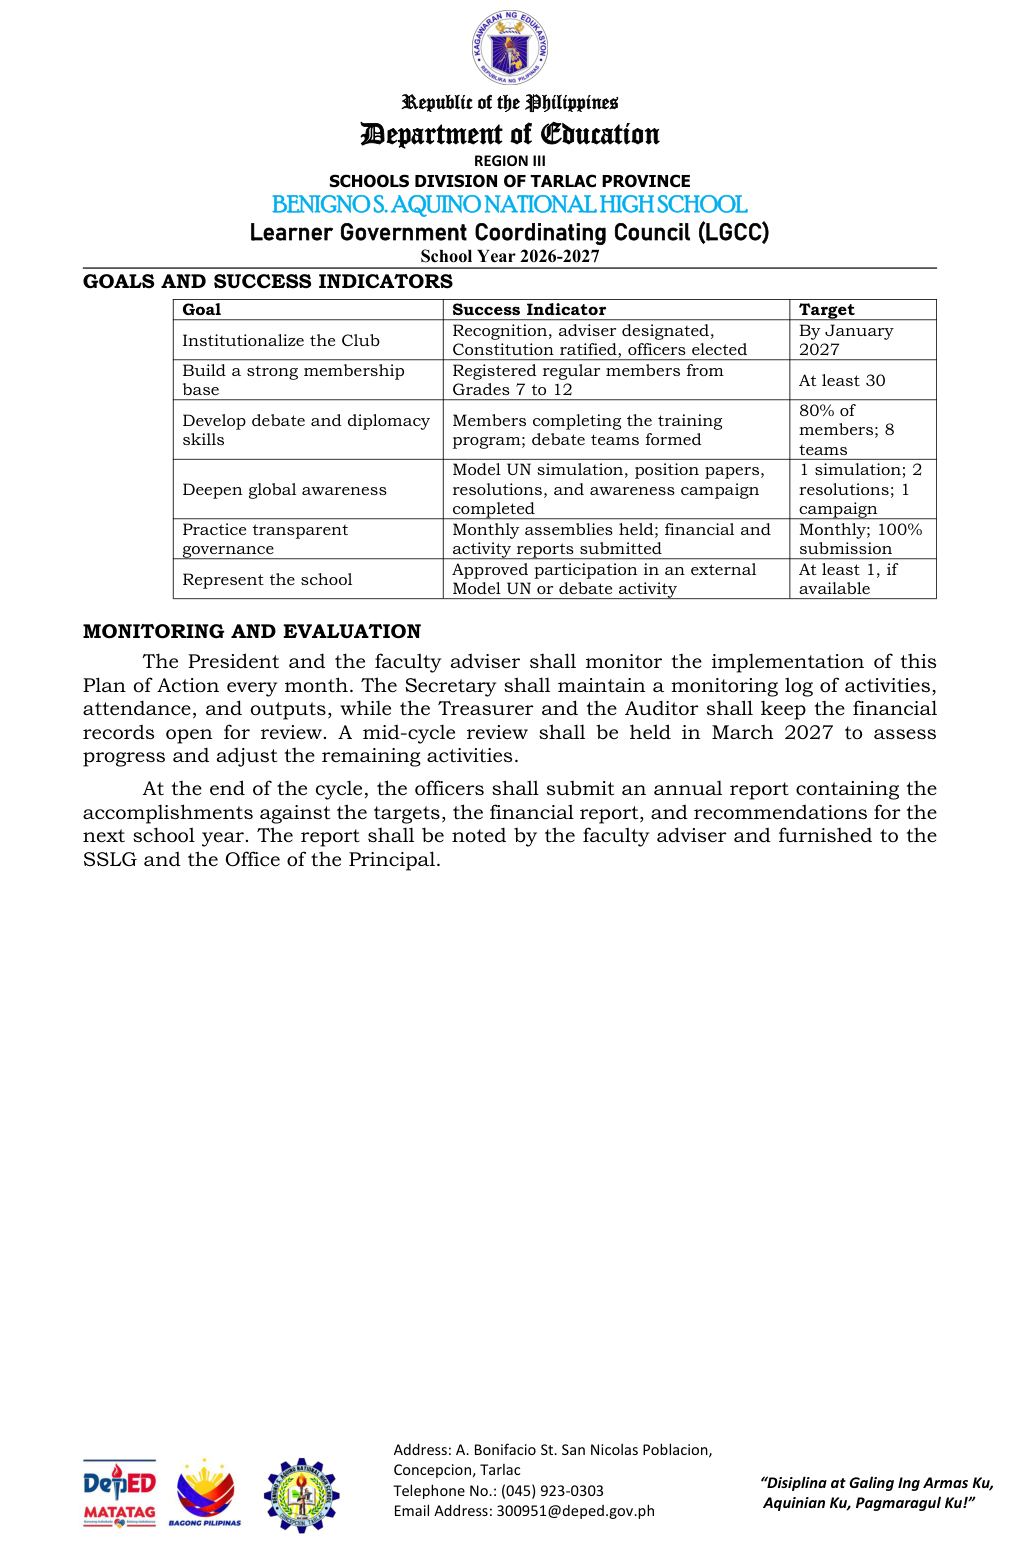 KAGAWARAN NG EDUKASYON
REPUBLIKA NG PILIPINAS
Republic of the Philippines
Department of Education
REGION III
SCHOOLS DIVISION OF TARLAC PROVINCE
BENIGNO S. AQUINO NATIONAL HIGH SCHOOL
Learner Government Coordinating Council (LGCC)
School Year 2026-2027
GOALS AND SUCCESS INDICATORS
Goal
Success Indicator
Target
Institutionalize the Club
Recognition, adviser designated,
Constitution ratified, officers elected
By January
2027
Build a strong membership
base
Registered regular members from
Grades 7 to 12
At least 30
Develop debate and diplomacy
skills
Members completing the training
program; debate teams formed
80% of
members; 8
teams
Deepen global awareness
Model UN simulation, position papers,
resolutions, and awareness campaign
completed
1 simulation; 2
resolutions; 1
campaign
Practice transparent
governance
Monthly assemblies held; financial and
activity reports submitted
Monthly; 100%
submission
Represent the school
Approved participation in an external
Model UN or debate activity
At least 1, if
available
MONITORING AND EVALUATION
The President and the faculty adviser shall monitor the implementation of this
Plan of Action every month. The Secretary shall maintain a monitoring log of activities,
attendance, and outputs, while the Treasurer and the Auditor shall keep the financial
records open for review. A mid-cycle review shall be held in March 2027 to assess
progress and adjust the remaining activities.
At the end of the cycle, the officers shall submit an annual report containing the
accomplishments against the targets, the financial report, and recommendations for the
next school year. The report shall be noted by the faculty adviser and furnished to the
SSLG and the Office of the Principal.
DepED
MATATAG
BAGONG PILIPINAS
BENIGNO S. AQUINO NATIONAL HIGH SCHOOL
CONCEPCION, TARLAC
Address: A. Bonifacio St. San Nicolas Poblacion,
Concepcion, Tarlac
Telephone No.: (045) 923-0303
Email Address: 300951@deped.gov.ph
“Disiplina at Galing Ing Armas Ku,
Aquinian Ku, Pagmaragul Ku!”